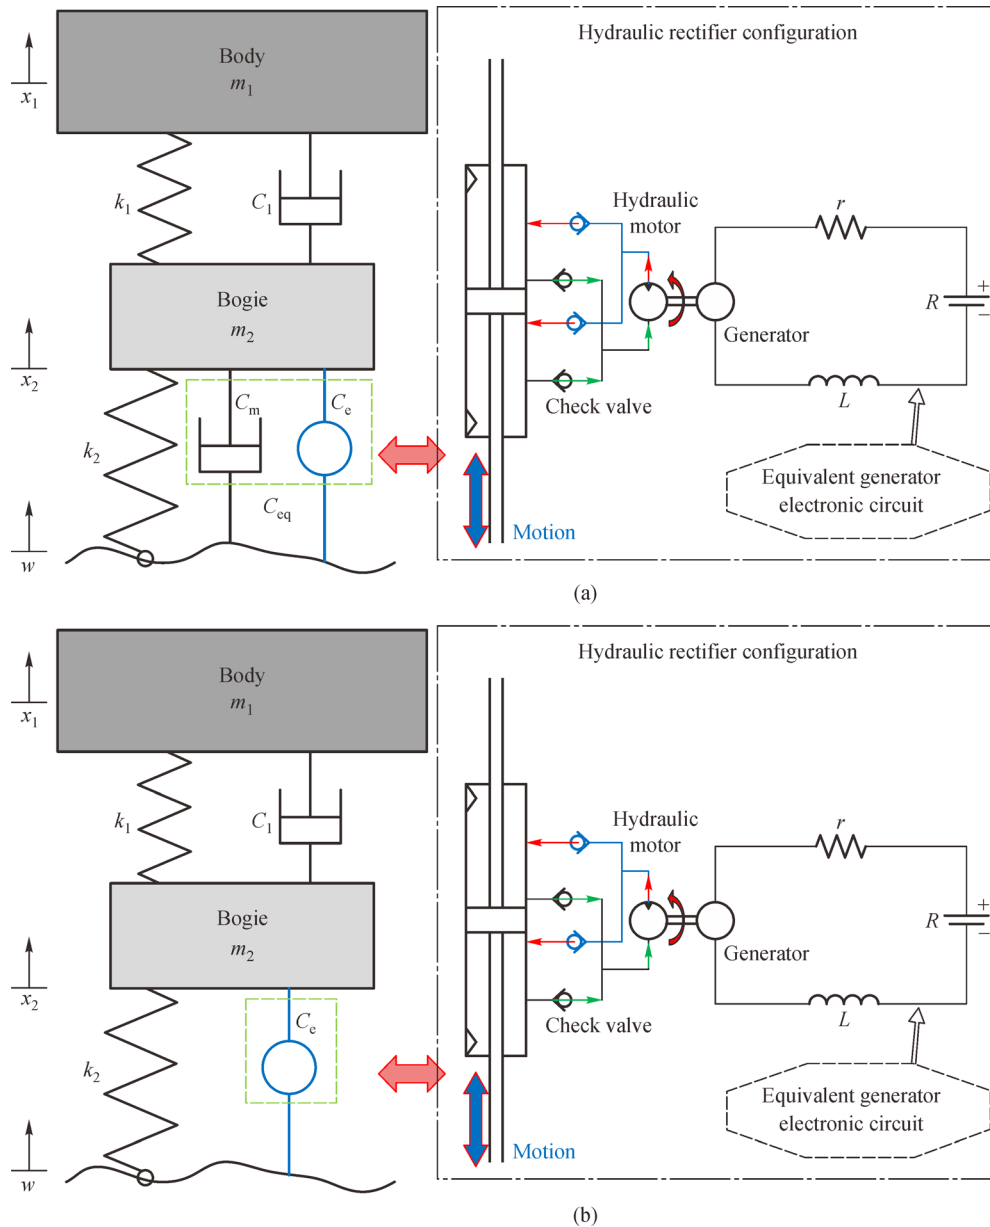 Hydraulic rectifier configuration
Body
m1
x1
k1
C1
Hydraulic
motor
r
Bogie
m2
R
+
−
Generator
x2
Cm
Ce
Check valve
L
k2
Ceq
Equivalent generator
electronic circuit
w
Motion
(a)
Hydraulic rectifier configuration
Body
m1
x1
k1
C1
Hydraulic
motor
r
Bogie
m2
R
+
−
Generator
x2
Ce
Check valve
L
k2
Equivalent generator
electronic circuit
w
Motion
(b)